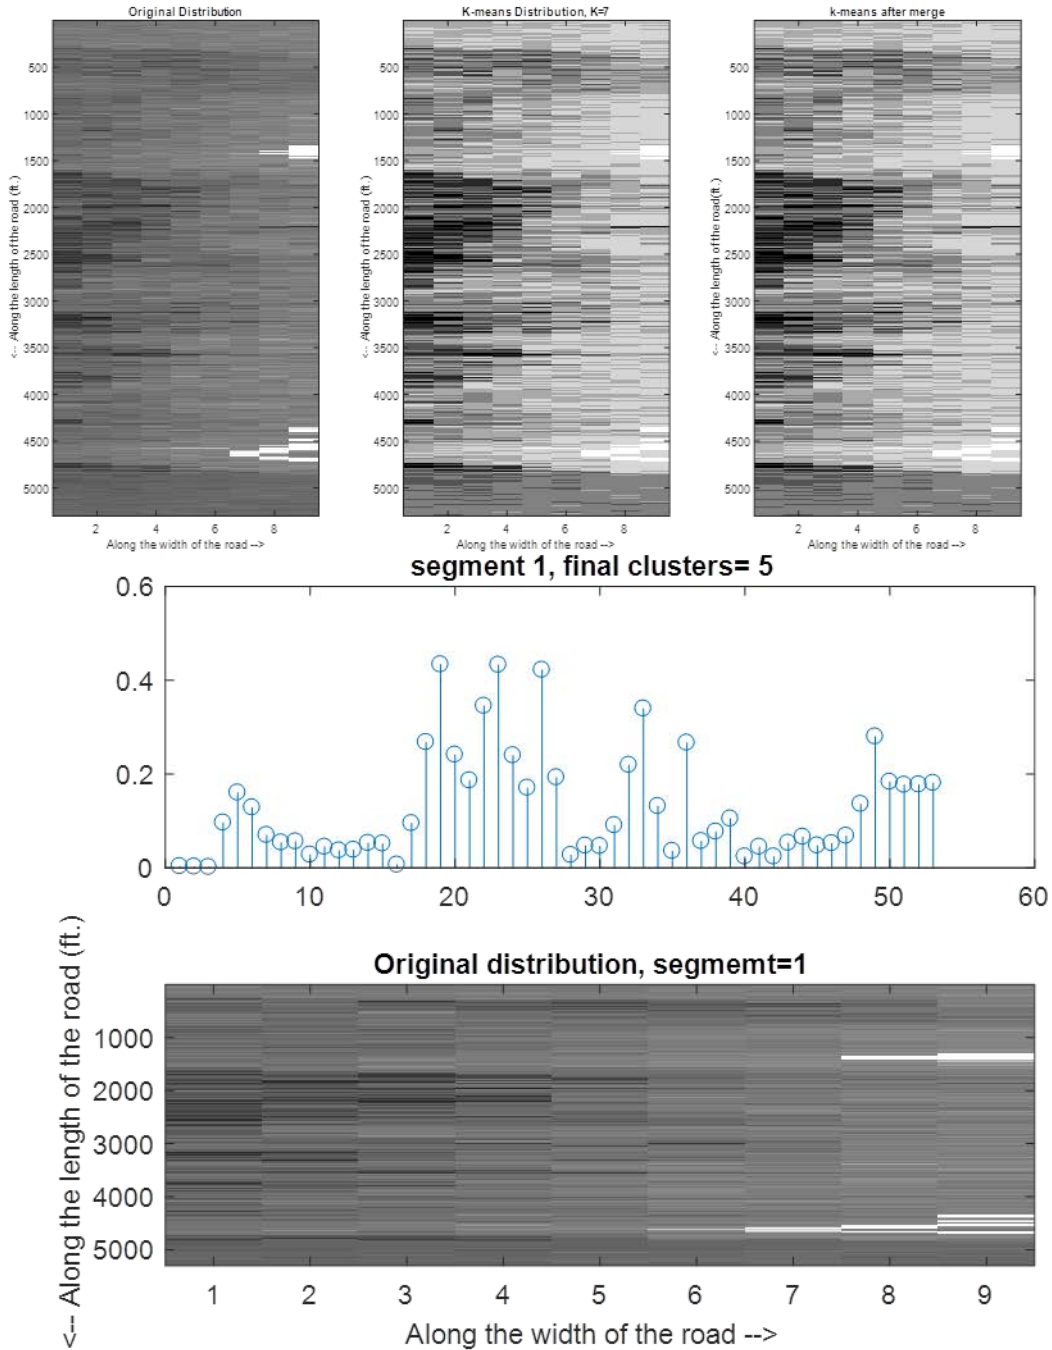 Original Distribution
K-means Distribution, K=7
k-means after merge
<-- Along the length of the road (ft.)
500
1000
1500
2000
2500
3000
3500
4000
4500
5000
2 4 6 8
Along the width of the road -->
<-- Along the length of the road (ft.)
500
1000
1500
2000
2500
3000
3500
4000
4500
5000
2 4 6 8
Along the width of the road -->
<-- Along the length of the road(ft.)
500
1000
1500
2000
2500
3000
3500
4000
4500
5000
2 4 6 8
Along the width of the road -->
segment 1, final clusters= 5
0.6
0.4
0.2
0
0 10 20 30 40 50 60
Original distribution, segmemt=1
<-- Along the length of the road (ft.)
1000
2000
3000
4000
5000
1 2 3 4 5 6 7 8 9
Along the width of the road -->